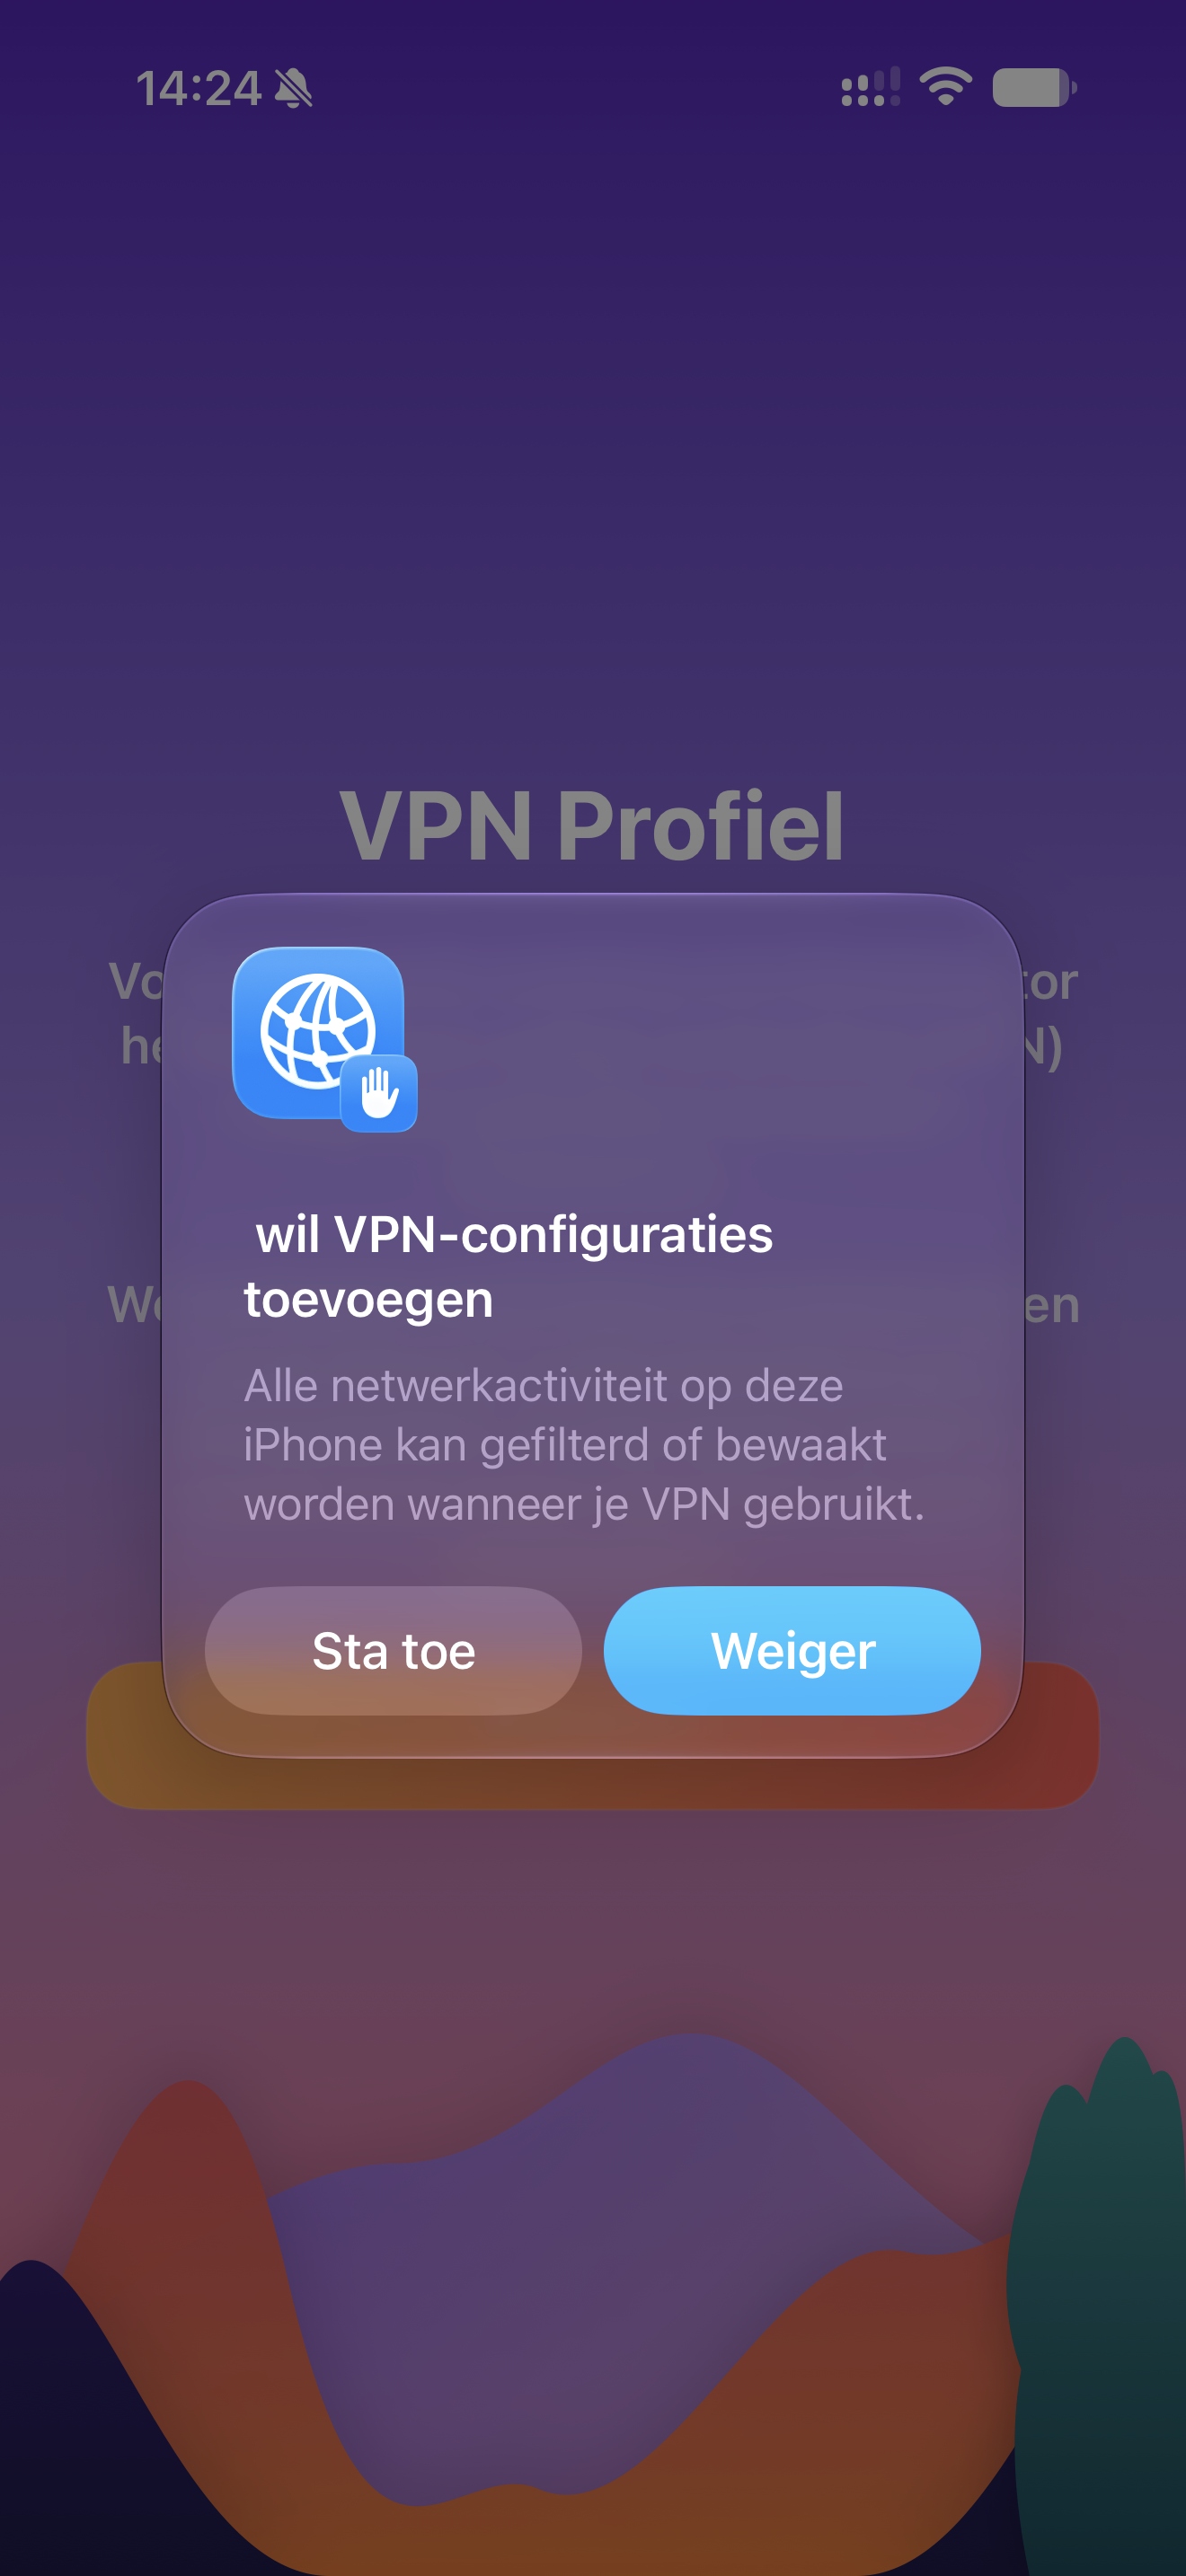 14:24
VPN Profiel
wil VPN-configuraties
toevoegen
Alle netwerkactiviteit op deze
iPhone kan gefilterd of bewaakt
worden wanneer je VPN gebruikt.
Sta toe
Weiger